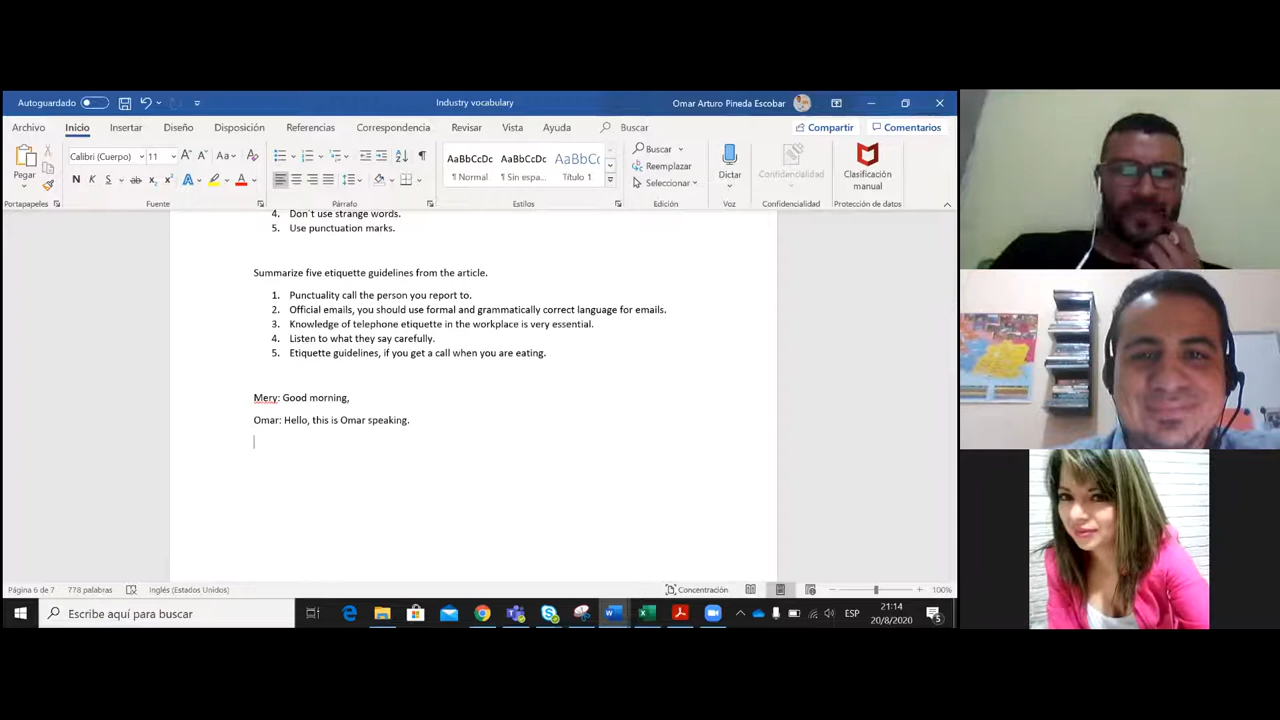 Autoguardado
Industry vocabulary
Omar Arturo Pineda Escobar
Archivo Inicio Insertar Diseño Disposición Referencias Correspondencia Revisar Vista Ayuda Buscar
Compartir Comentarios
Pegar
Calibri (Cuerpo) 11
N K S ab x₂ x²
AaBbCcDc AaBbCcDc AaBbCc
¶ Normal ¶ Sin espa... Título 1
Buscar
Reemplazar
Seleccionar
Dictar
Confidencialidad
Clasificación manual
Portapapeles Fuente Párrafo Estilos Edición Voz Confidencialidad Protección de datos
4. Don´t use strange words.
5. Use punctuation marks.
Summarize five etiquette guidelines from the article.
1. Punctuality call the person you report to.
2. Official emails, you should use formal and grammatically correct language for emails.
3. Knowledge of telephone etiquette in the workplace is very essential.
4. Listen to what they say carefully.
5. Etiquette guidelines, if you get a call when you are eating.
Mery: Good morning,
Omar: Hello, this is Omar speaking.
Página 6 de 7 778 palabras Inglés (Estados Unidos) Concentración 100%
Escribe aquí para buscar
ESP
21:14
20/8/2020
5